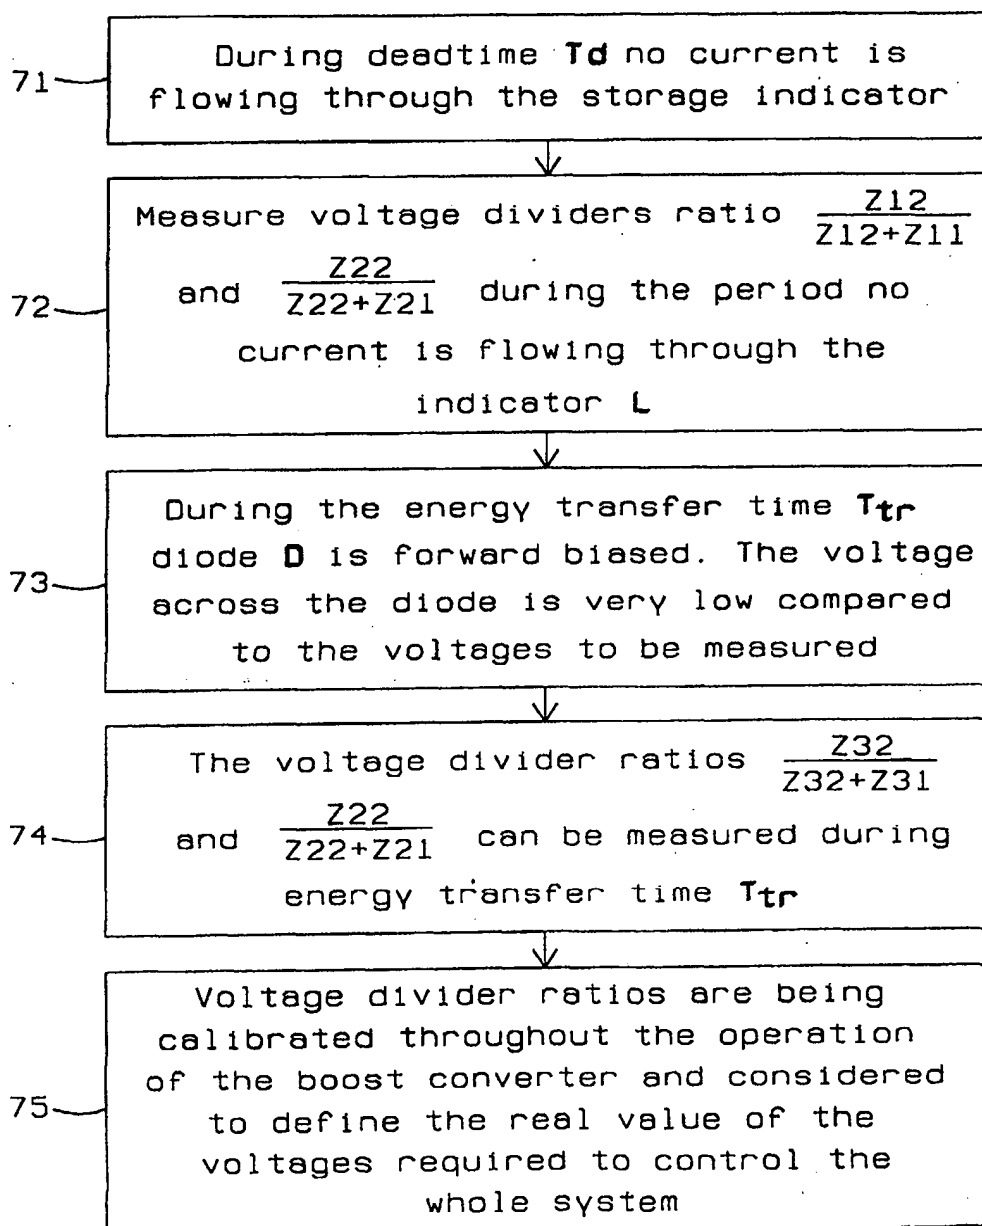 71
During deadtime Td no current is
flowing through the storage indicator
72
Measure voltage dividers ratio Z12/Z12+Z11
and Z22/Z22+Z21 during the period no
current is flowing through the
indicator L
73
During the energy transfer time Ttr
diode D is forward biased. The voltage
across the diode is very low compared
to the voltages to be measured
74
The voltage divider ratios Z32/Z32+Z31
and Z22/Z22+Z21 can be measured during
energy transfer time Ttr
75
Voltage divider ratios are being
calibrated throughout the operation
of the boost converter and considered
to define the real value of the
voltages required to control the
whole system